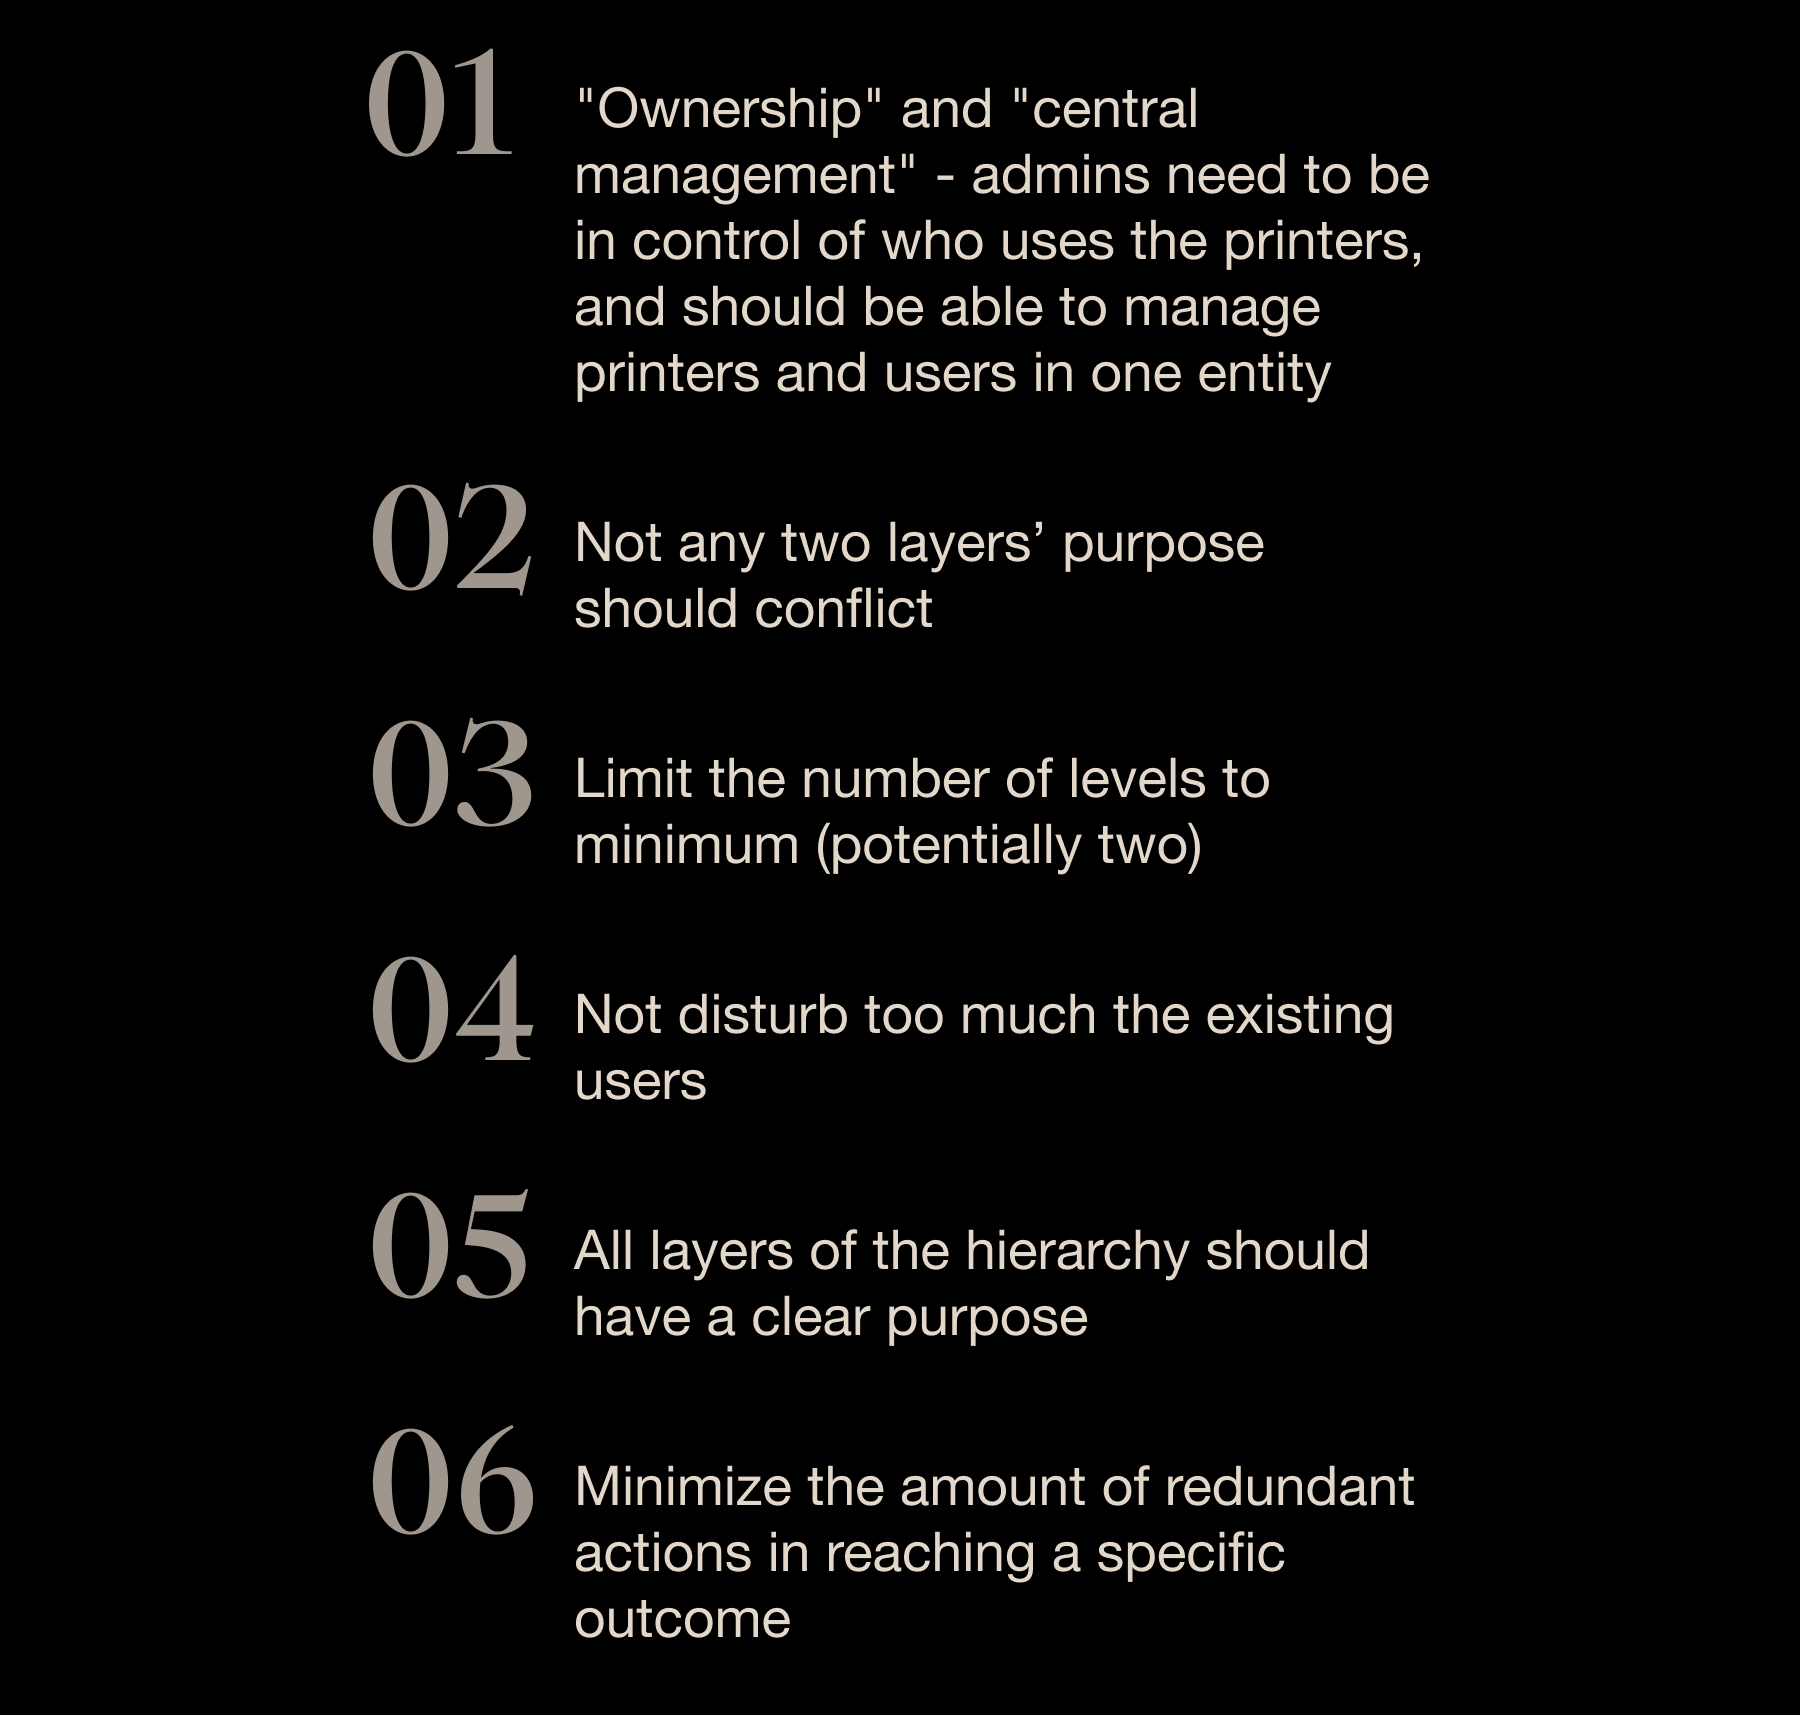 01
"Ownership" and "central
management" - admins need to be
in control of who uses the printers,
and should be able to manage
printers and users in one entity
02
Not any two layers’ purpose
should conflict
03
Limit the number of levels to
minimum (potentially two)
04
Not disturb too much the existing
users
05
All layers of the hierarchy should
have a clear purpose
06
Minimize the amount of redundant
actions in reaching a specific
outcome